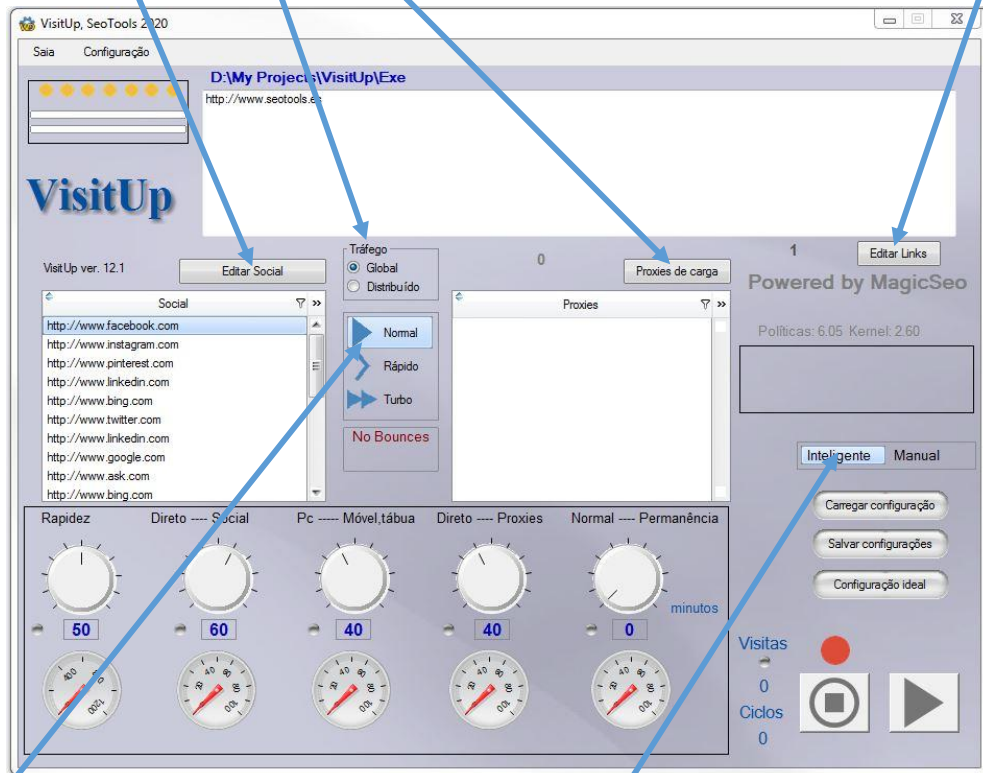 VisitUp, SeoTools 2020
Saia Configuração
D:\My Projects\VisitUp\Exe
http://www.seotools.es
VisitUp
VisitUp ver. 12.1
Editar Social
Tráfego
Global
Distribuído
0
Proxies de carga
1
Editar Links
Powered by MagicSeo
Social
http://www.facebook.com
http://www.instagram.com
http://www.pinterest.com
http://www.linkedin.com
http://www.bing.com
http://www.twitter.com
http://www.linkedin.com
http://www.google.com
http://www.ask.com
http://www.bing.com
Normal
Rápido
Turbo
No Bounces
Proxies
Políticas: 6.05 Kernel: 2.60
Inteligente Manual
Carregar configuração
Salvar configurações
Configuração ideal
Rapidez Direto ---- Social Pc ----- Móvel,tábua Direto ---- Proxies Normal ---- Permanência
minutos
50 60 40 40 0
Visitas
0
Ciclos
0